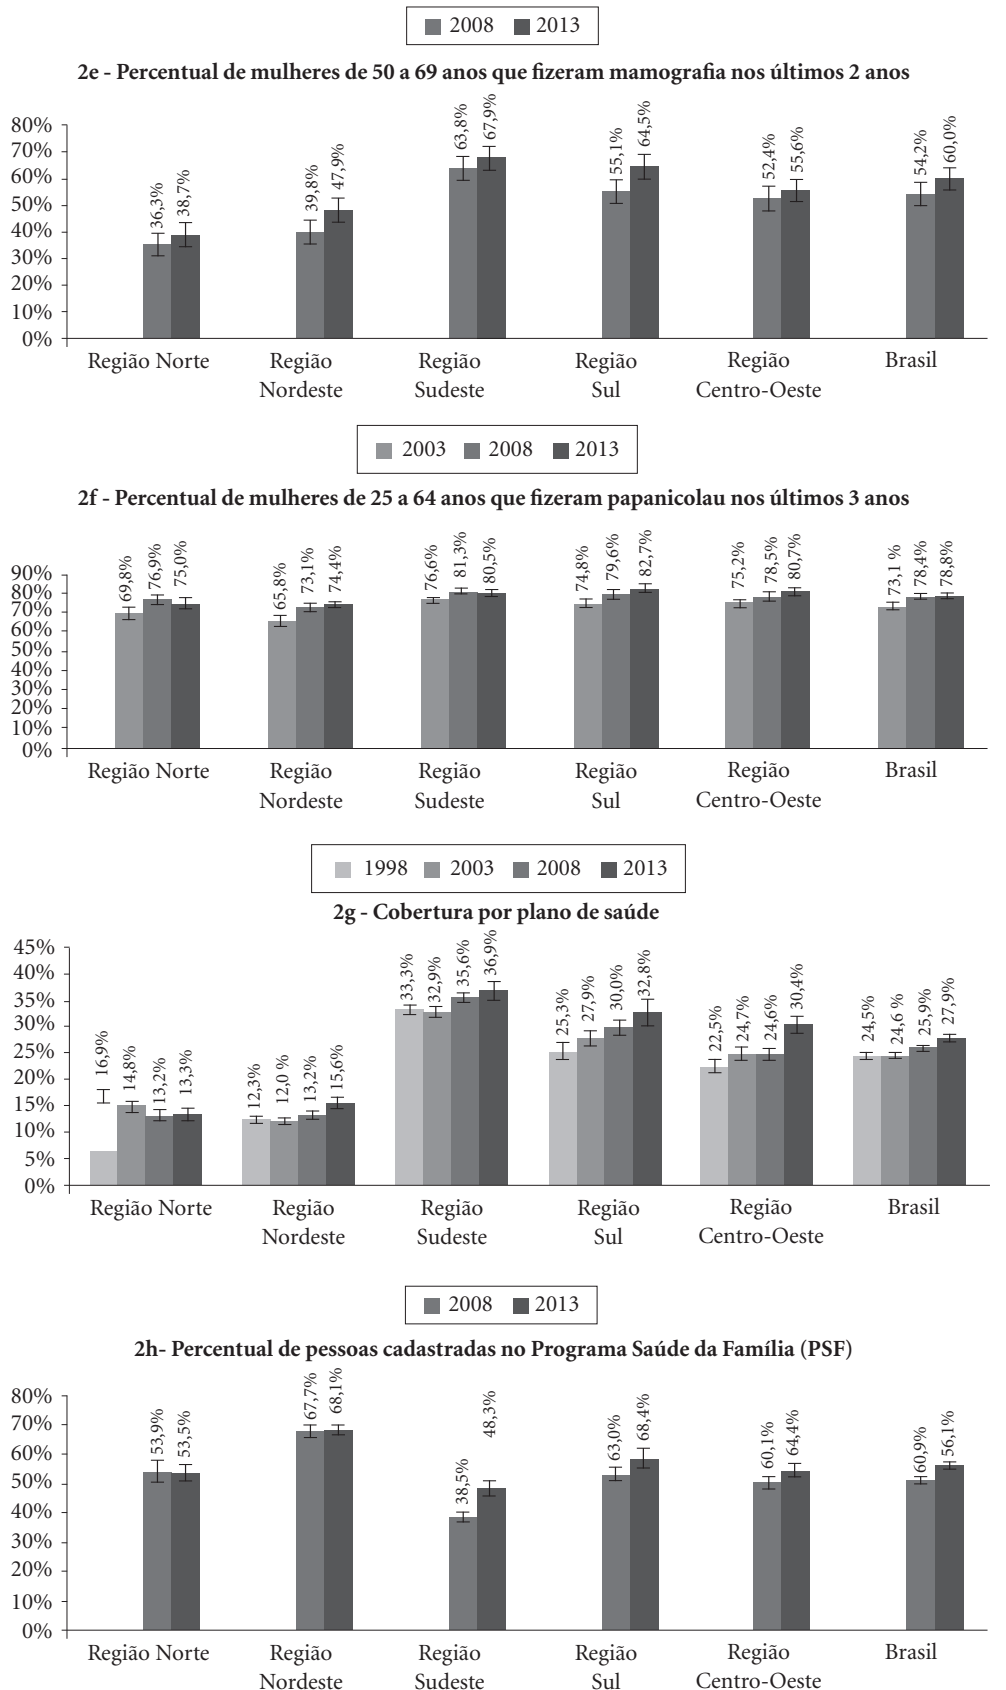 2008 2013
2e - Percentual de mulheres de 50 a 69 anos que fizeram mamografia nos últimos 2 anos
80%
70%
60%
50%
40%
30%
20%
10%
0%
36,3% 38,7% 39,8% 47,9% 63,8% 67,9% 55,1% 64,5% 52,4% 55,6% 54,2% 60,0%
Região Norte Região Região Região Região Brasil
Nordeste Sudeste Sul Centro-Oeste
2003 2008 2013
2f - Percentual de mulheres de 25 a 64 anos que fizeram papanicolau nos últimos 3 anos
90%
80%
70%
60%
50%
40%
30%
20%
10%
0%
69,8% 76,9% 75,0% 65,8% 73,1% 74,4% 76,6% 81,3% 80,5% 74,8% 79,6% 82,7% 75,2% 78,5% 80,7% 73,1 % 78,4% 78,8%
Região Norte Região Região Região Região Brasil
Nordeste Sudeste Sul Centro-Oeste
1998 2003 2008 2013
2g - Cobertura por plano de saúde
45%
40%
35%
30%
25%
20%
15%
10%
5%
0%
16,9% 14,8% 13,2% 13,3% 12,3% 12,0 % 13,2% 15,6% 33,3% 32,9% 35,6% 36,9% 25,3% 27,9% 30,0% 32,8% 22,5% 24,7% 24,6% 30,4% 24,5% 24,6 % 25,9% 27,9%
Região Norte Região Região Região Região Brasil
Nordeste Sudeste Sul Centro-Oeste
2008 2013
2h- Percentual de pessoas cadastradas no Programa Saúde da Família (PSF)
80%
70%
60%
50%
40%
30%
20%
10%
0%
53,9% 53,5% 67,7% 68,1% 38,5% 48,3% 63,0% 68,4% 60,1% 64,4% 60,9% 56,1%
Região Norte Região Região Região Região Brasil
Nordeste Sudeste Sul Centro-Oeste